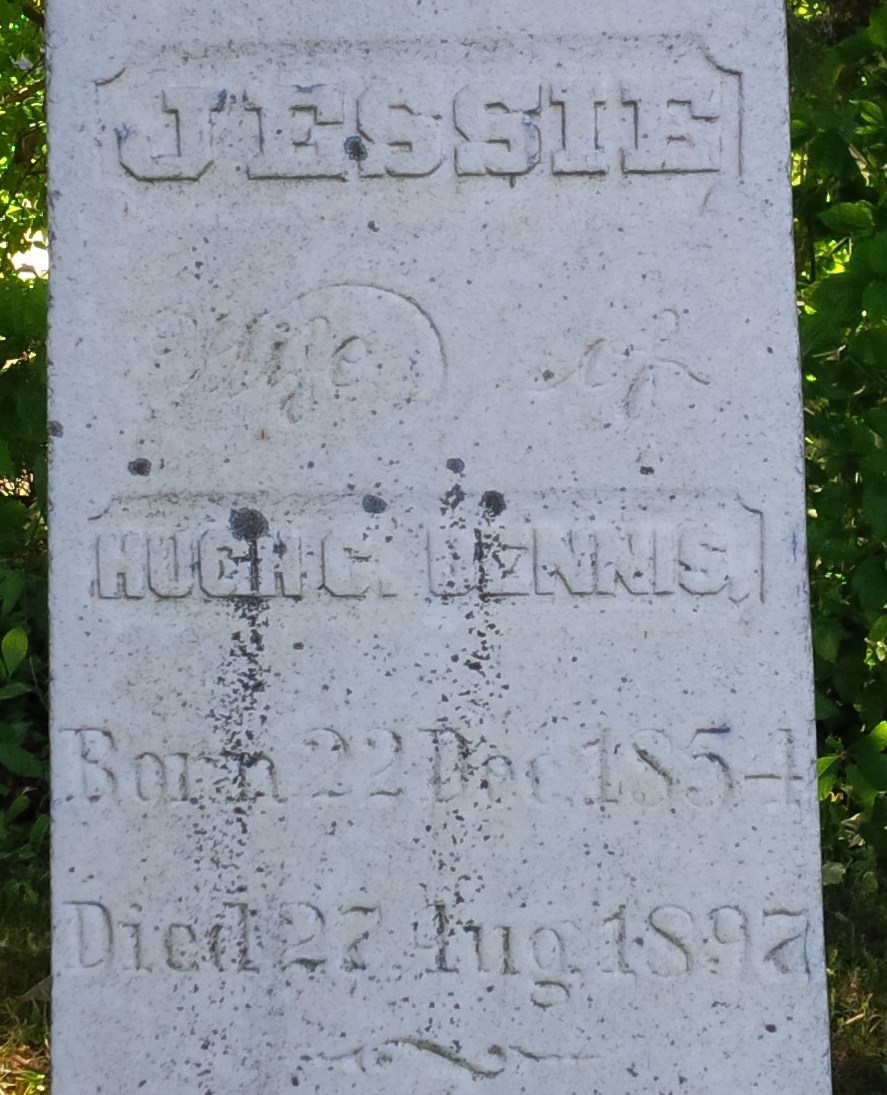 JESSIE
Wife of
HUGH C. DENNIS,
Born 22 Dec. 1854
Died 27 Aug 1897